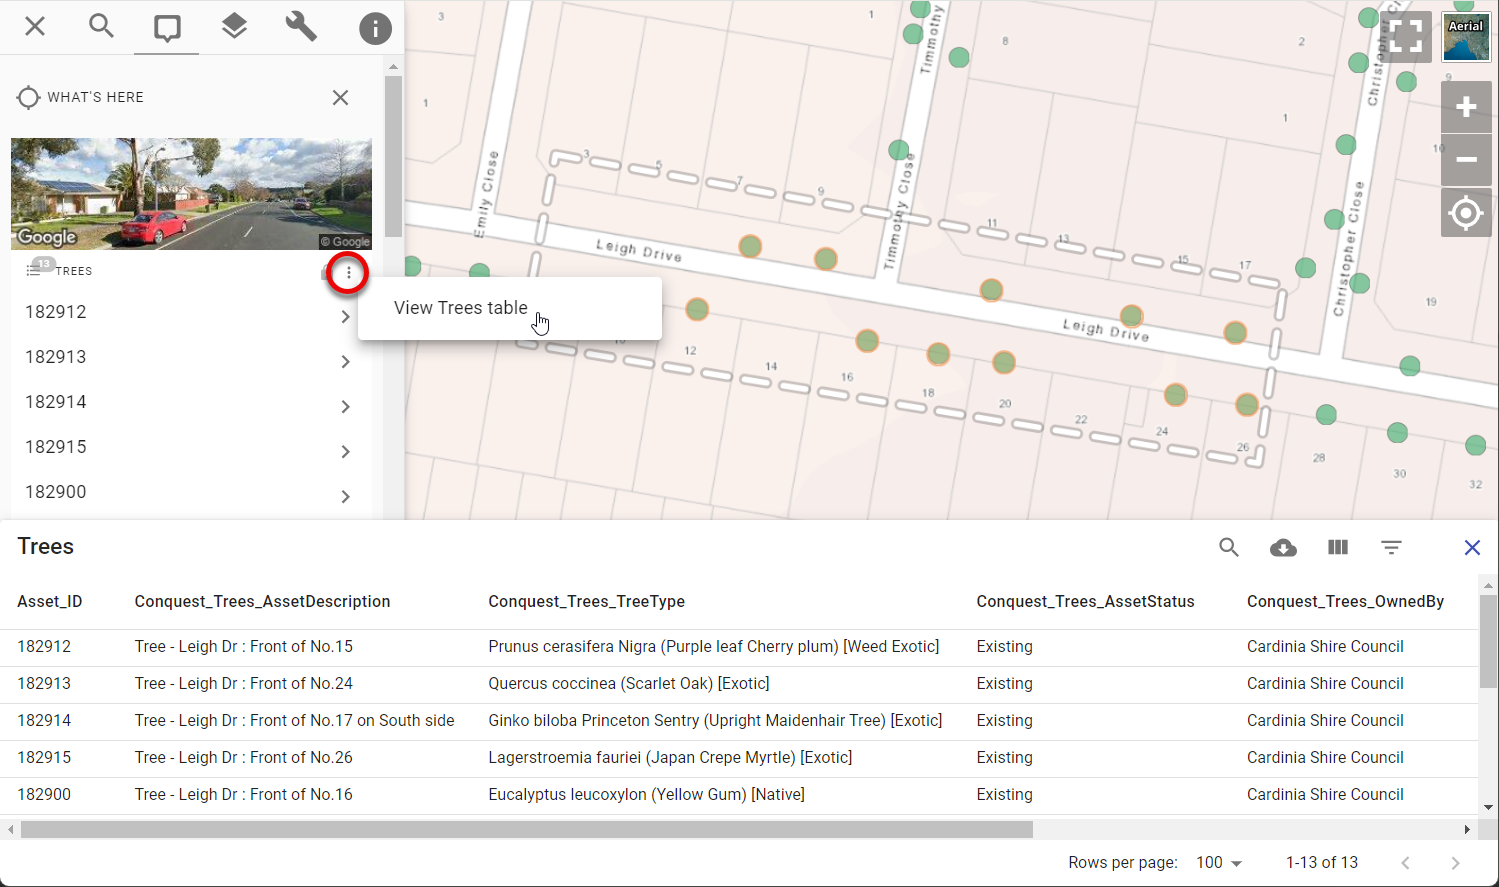 WHAT'S HERE
Google
© Google
13
TREES
182912
182913
182914
182915
182900
View Trees table
Aerial
Emily Close
Timmothy
Timmothy Close
Christopher Close
Leigh Drive
Leigh Drive
3
1
8
2
9
1
1
10
3
5
7
9
11
13
15
17
19
12
14
16
18
20
22
24
26
28
30
32
Trees
Asset_ID Conquest_Trees_AssetDescription Conquest_Trees_TreeType Conquest_Trees_AssetStatus Conquest_Trees_OwnedBy
182912 Tree - Leigh Dr : Front of No.15 Prunus cerasifera Nigra (Purple leaf Cherry plum) [Weed Exotic] Existing Cardinia Shire Council
182913 Tree - Leigh Dr : Front of No.24 Quercus coccinea (Scarlet Oak) [Exotic] Existing Cardinia Shire Council
182914 Tree - Leigh Dr : Front of No.17 on South side Ginko biloba Princeton Sentry (Upright Maidenhair Tree) [Exotic] Existing Cardinia Shire Council
182915 Tree - Leigh Dr : Front of No.26 Lagerstroemia fauriei (Japan Crepe Myrtle) [Exotic] Existing Cardinia Shire Council
182900 Tree - Leigh Dr : Front of No.16 Eucalyptus leucoxylon (Yellow Gum) [Native] Existing Cardinia Shire Council
Rows per page: 100 1-13 of 13